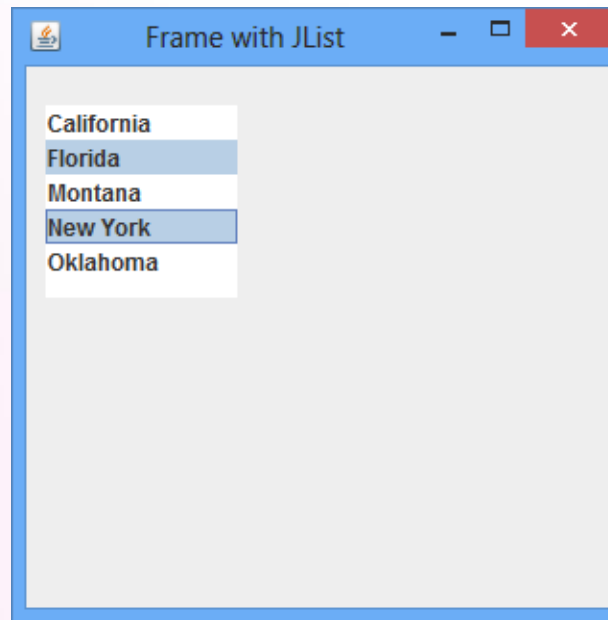 Frame with JList
California
Florida
Montana
New York
Oklahoma